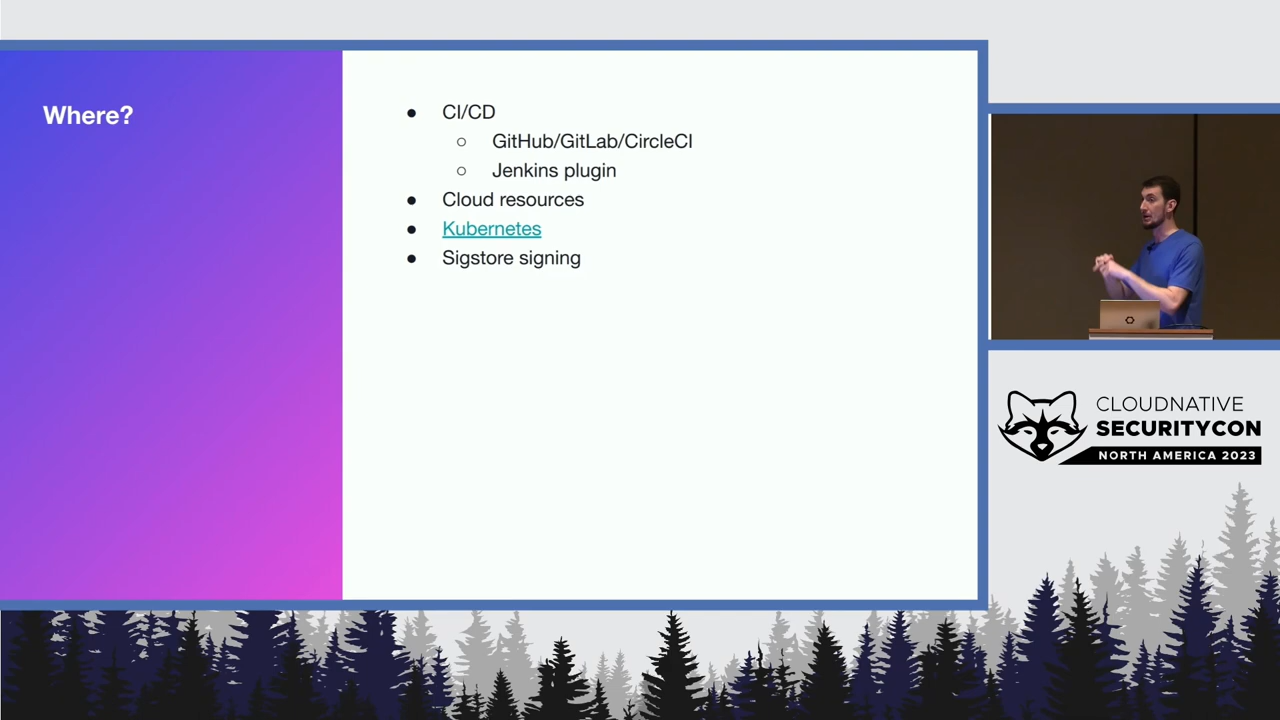 Where?
CI/CD
GitHub/GitLab/CircleCI
Jenkins plugin
Cloud resources
Kubernetes
Sigstore signing
CLOUDNATIVE
SECURITYCON
NORTH AMERICA 2023